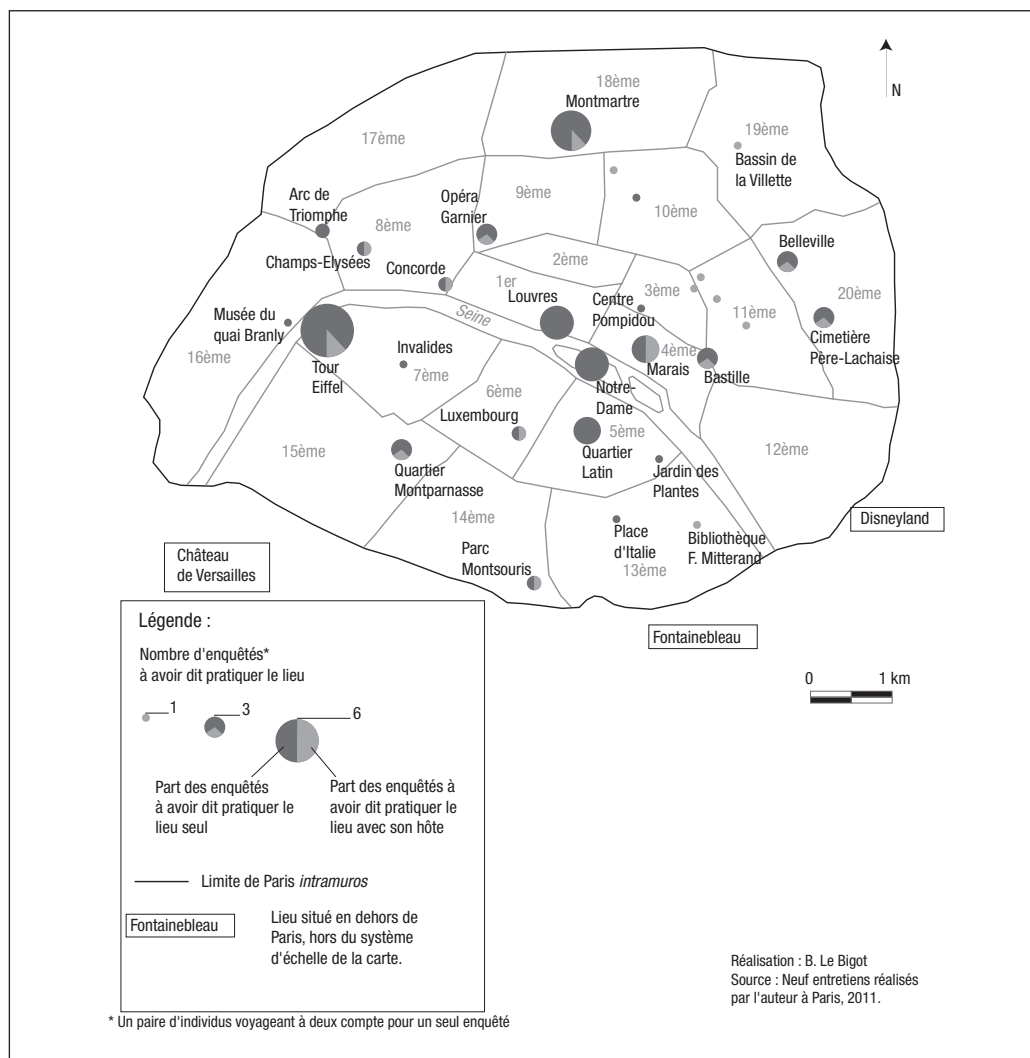 N
18ème
Montmartre
17ème
19ème
Bassin de
la Villette
Arc de
Triomphe
8ème
Opéra
Garnier
9ème
10ème
Champs-Elysées
Concorde
2ème
Belleville
1er
Louvres
Centre
Pompidou
3ème
11ème
20ème
Cimetière
Père-Lachaise
Musée du
quai Branly
Seine
16ème
Tour
Eiffel
Invalides
7ème
4ème
Marais
Bastille
6ème
Luxembourg
Notre-
Dame
15ème
Quartier
Montparnasse
5ème
Quartier
Latin
Jardin des
Plantes
12ème
14ème
Parc
Montsouris
Place
d'Italie
13ème
Bibliothèque
F. Mitterand
Disneyland
Château
de Versailles
Fontainebleau
0 1 km
Légende :
Nombre d'enquêtés*
à avoir dit pratiquer le lieu
1 3 6
Part des enquêtés
à avoir dit pratiquer le
lieu seul
Part des enquêtés à
avoir dit pratiquer le
lieu avec son hôte
Limite de Paris intramuros
Fontainebleau
Lieu situé en dehors de
Paris, hors du système
d'échelle de la carte.
Réalisation : B. Le Bigot
Source : Neuf entretiens réalisés
par l'auteur à Paris, 2011.
* Un paire d'individus voyageant à deux compte pour un seul enquêté